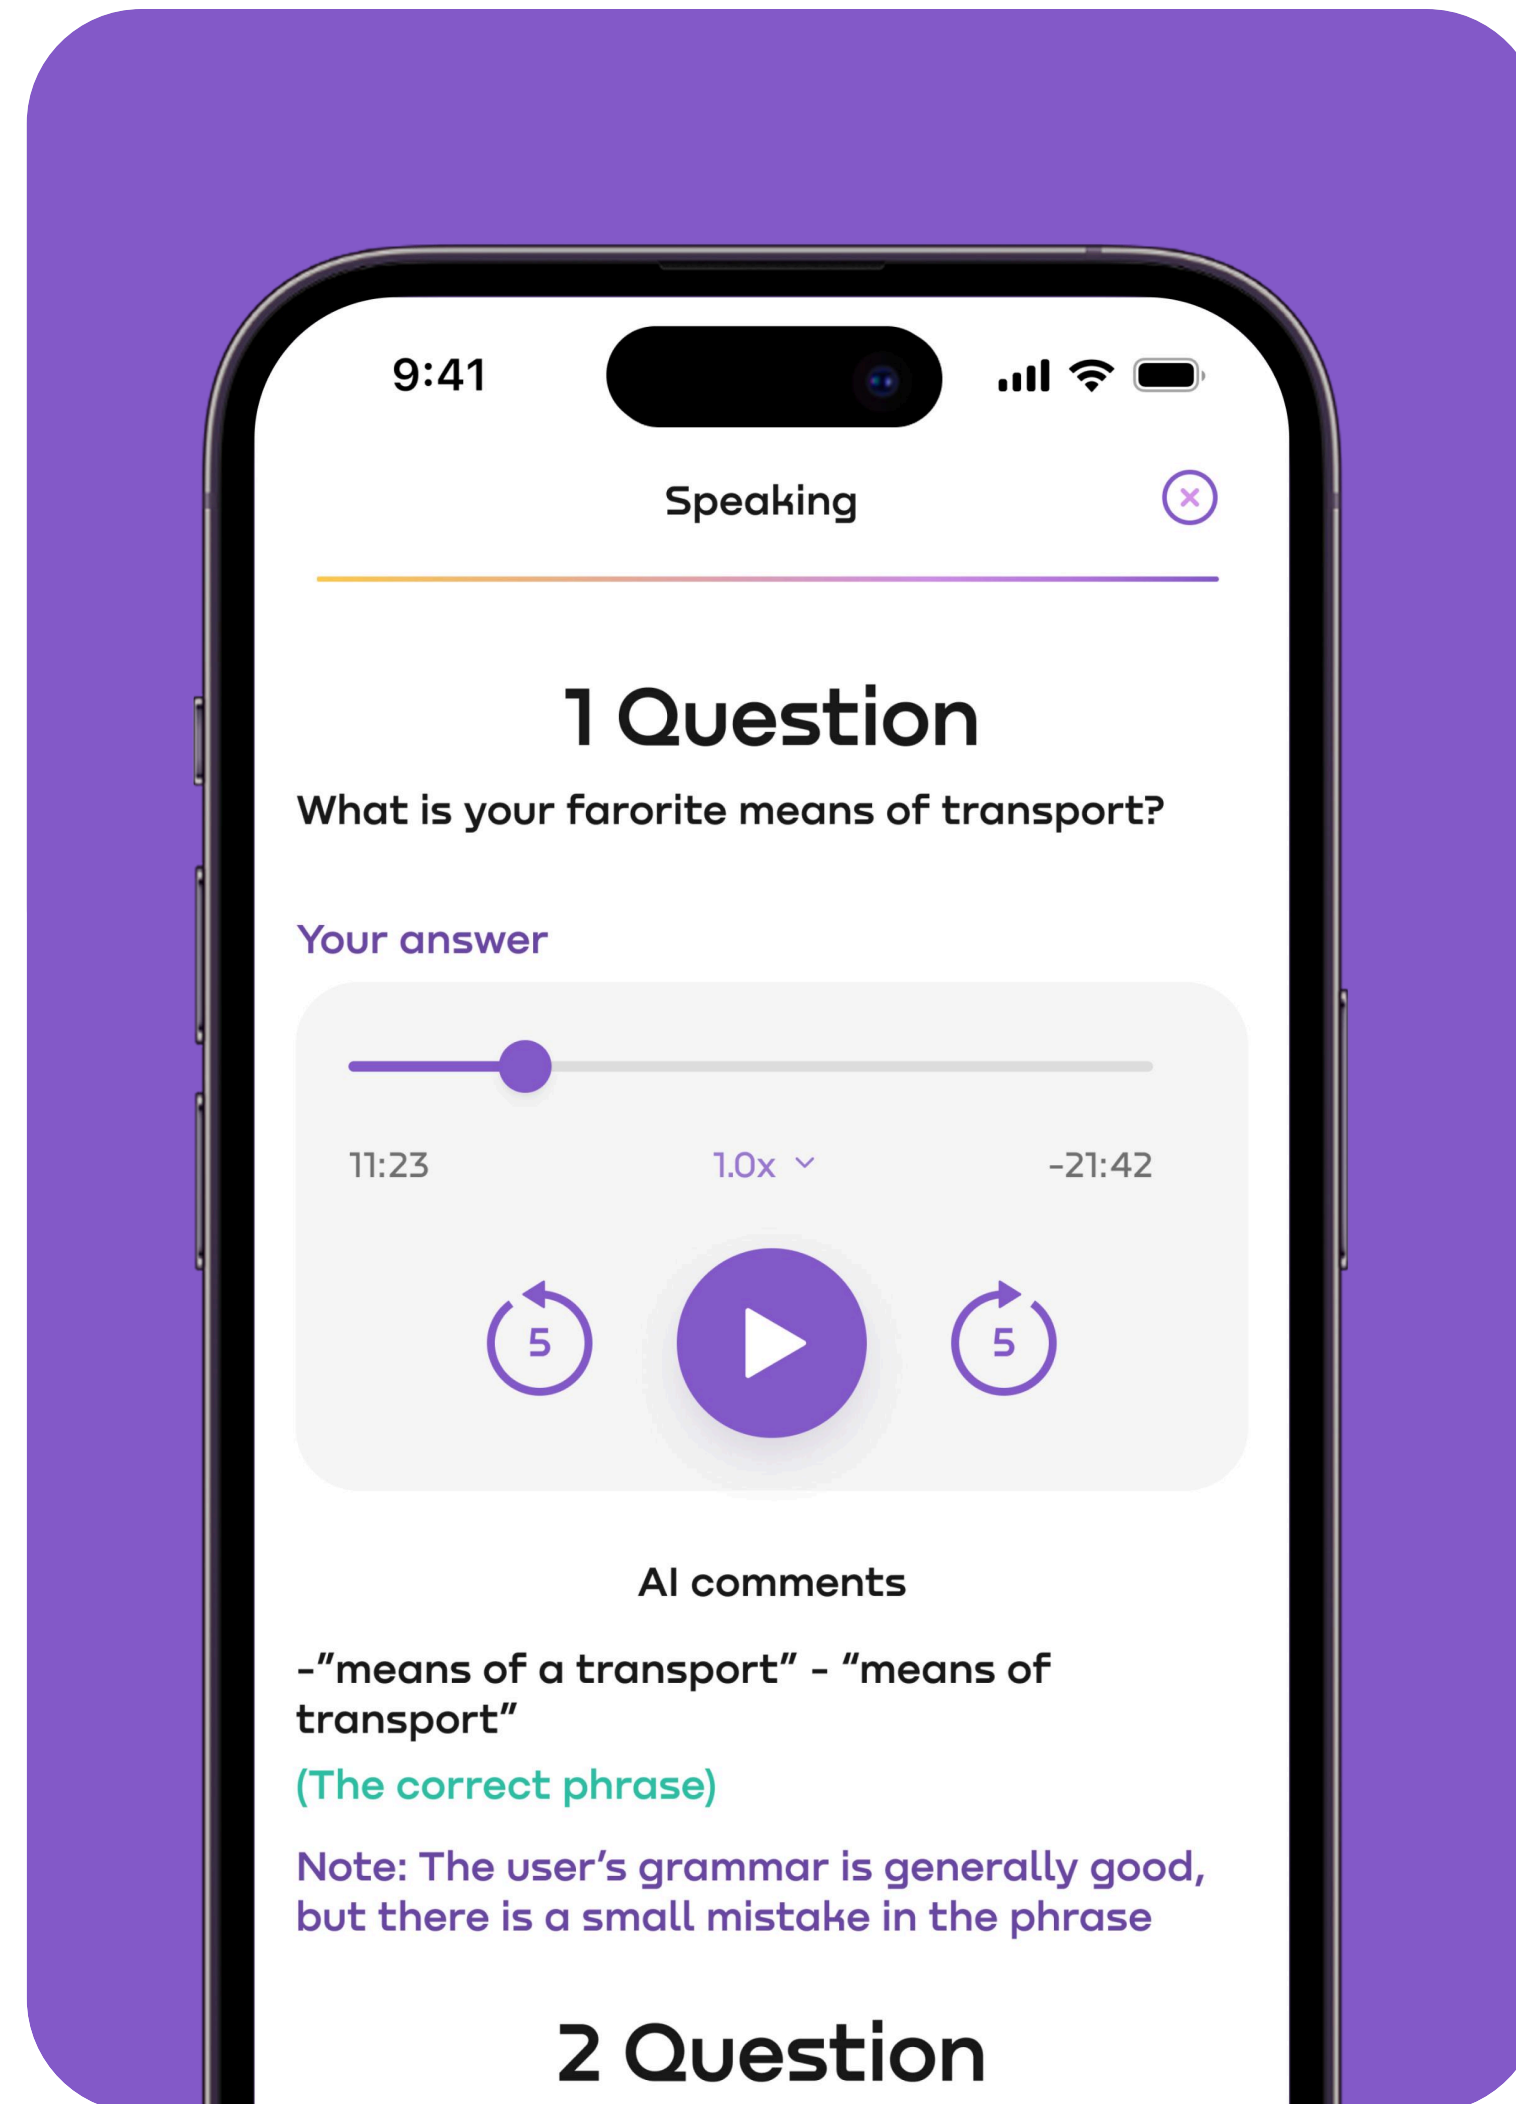 9:41
Speaking
1 Question
What is your farorite means of transport?
Your answer
11:23
1.0x
-21:42
5
5
AI comments
-"means of a transport" - "means of
transport"
(The correct phrase)
Note: The user's grammar is generally good,
but there is a small mistake in the phrase
2 Question